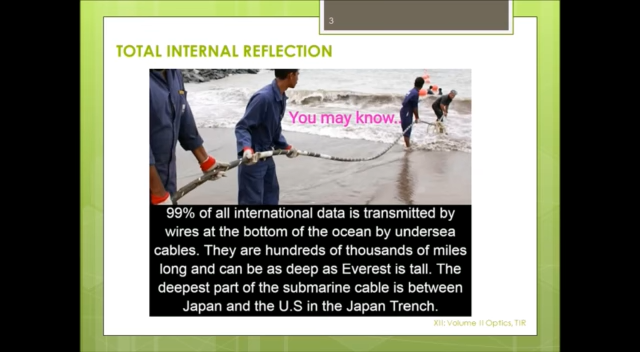 3
TOTAL INTERNAL REFLECTION
You may know..
99% of all international data is transmitted by
wires at the bottom of the ocean by undersea
cables. They are hundreds of thousands of miles
long and can be as deep as Everest is tall. The
deepest part of the submarine cable is between
Japan and the U.S in the Japan Trench.
XII; Volume II Optics, TIR